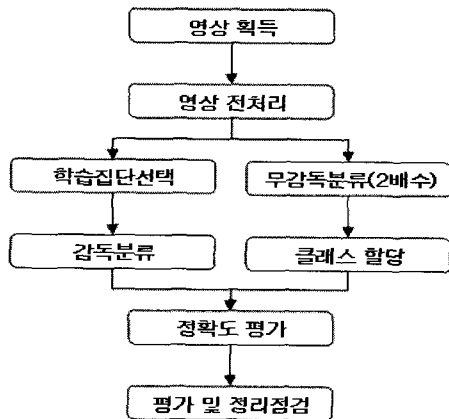 영상 획득
영상 전처리
학습집단선택
무감독분류(2배수)
감독분류
클래스 할당
정확도 평가
평가 및 정리점검